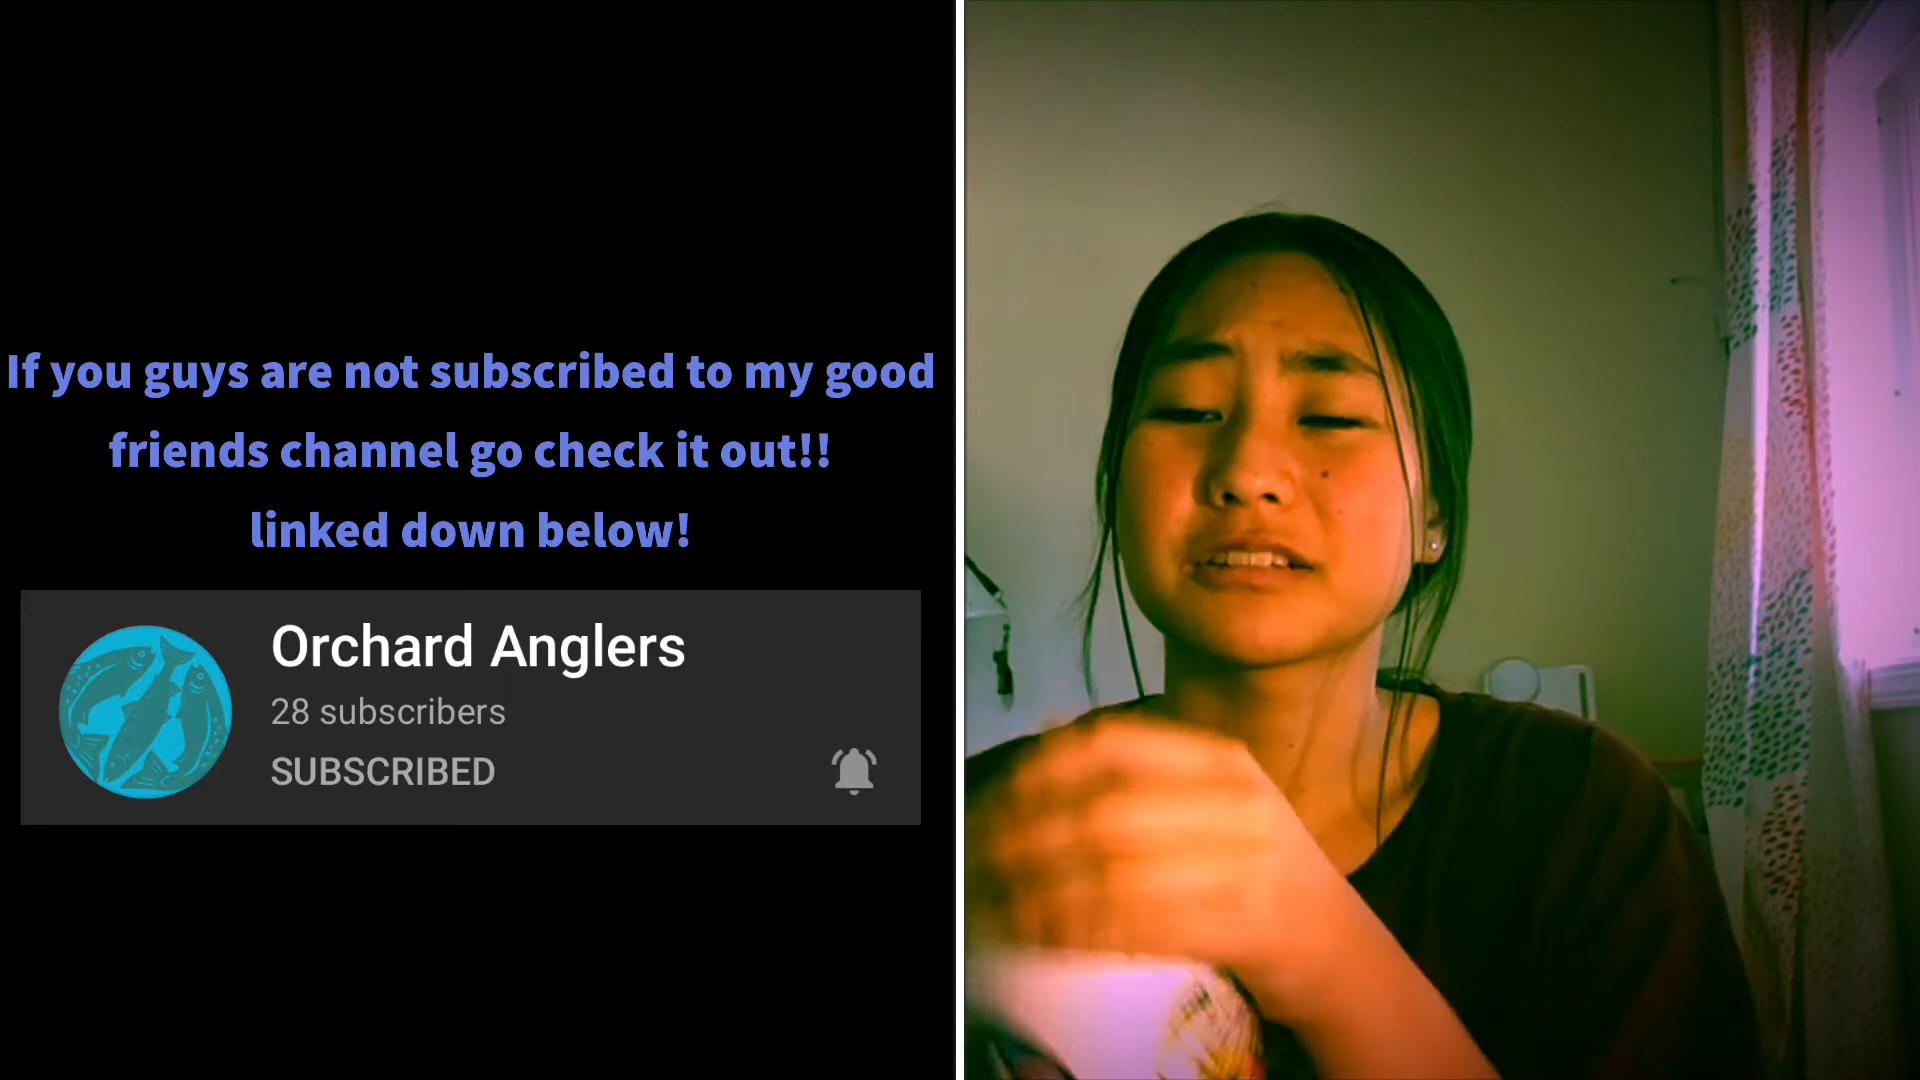 If you guys are not subscribed to my good
friends channel go check it out!!
linked down below!
Orchard Anglers
28 subscribers
SUBSCRIBED